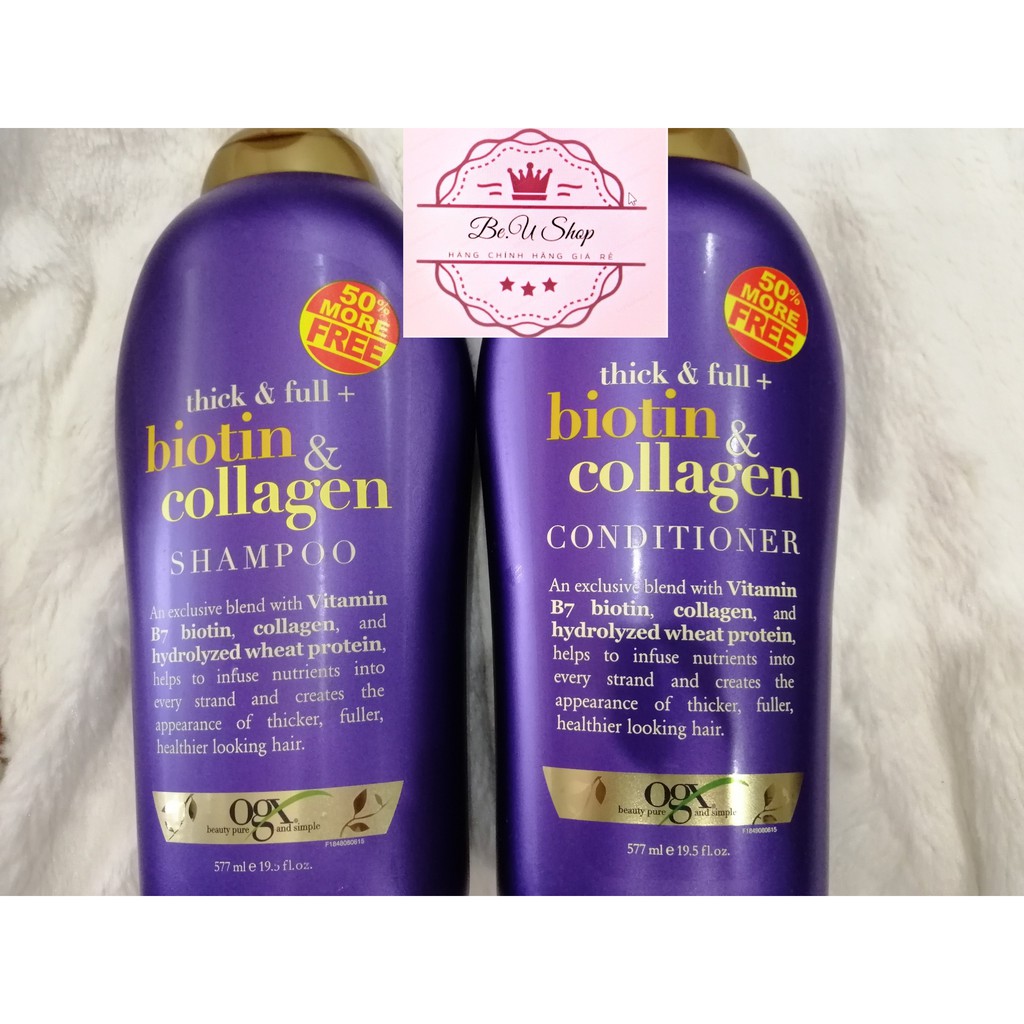 Be.U Shop
HÀNG CHÍNH HÃNG GIÁ RẺ
50%
MORE
FREE
thick & full +
biotin &
collagen
SHAMPOO
An exclusive blend with Vitamin
B7 biotin, collagen, and
hydrolyzed wheat protein,
helps to infuse nutrients into
every strand and creates the
appearance of thicker, fuller,
healthier looking hair.
ogx®
beauty pure and simple
F1848080615
577 ml e 19.5 fl.oz.
50%
MORE
FREE
thick & full +
biotin &
collagen
CONDITIONER
An exclusive blend with Vitamin
B7 biotin, collagen, and
hydrolyzed wheat protein,
helps to infuse nutrients into
every strand and creates the
appearance of thicker, fuller,
healthier looking hair.
ogx®
beauty pure and simple
F1848080615
577 ml e 19.5 fl.oz.